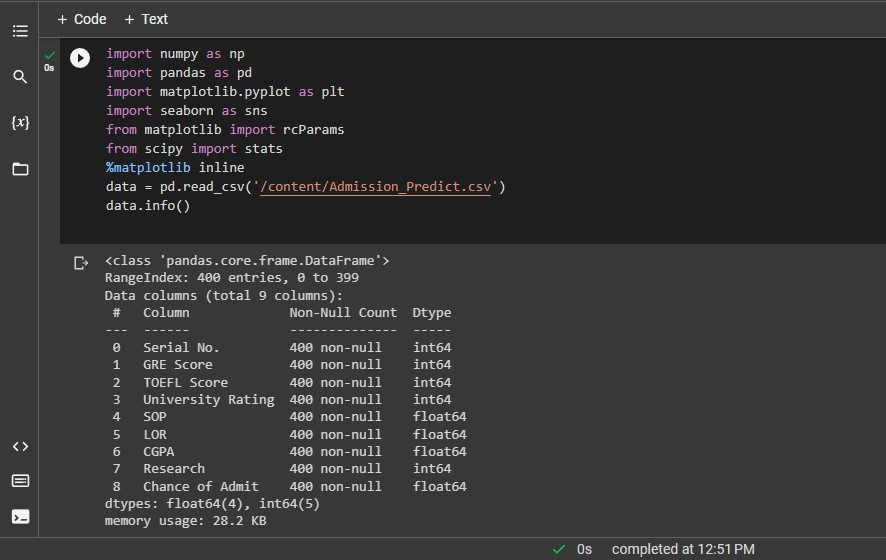 + Code + Text
0s
import numpy as np
import pandas as pd
import matplotlib.pyplot as plt
import seaborn as sns
from matplotlib import rcParams
from scipy import stats
%matplotlib inline
data = pd.read_csv('/content/Admission_Predict.csv')
data.info()
{x}
<class 'pandas.core.frame.DataFrame'>
RangeIndex: 400 entries, 0 to 399
Data columns (total 9 columns):
# Column Non-Null Count Dtype
--- ------ -------------- -----
0 Serial No. 400 non-null int64
1 GRE Score 400 non-null int64
2 TOEFL Score 400 non-null int64
3 University Rating 400 non-null int64
4 SOP 400 non-null float64
5 LOR 400 non-null float64
6 CGPA 400 non-null float64
7 Research 400 non-null int64
8 Chance of Admit 400 non-null float64
dtypes: float64(4), int64(5)
memory usage: 28.2 KB
0s completed at 12:51 PM